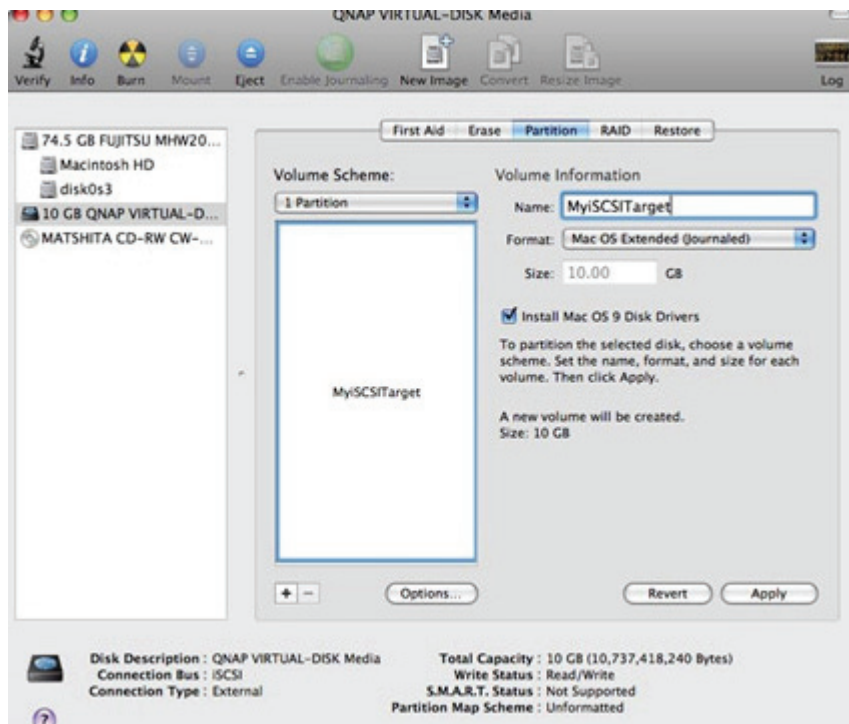 QNAP VIRTUAL-DISK Media
Verify Info Burn Mount Eject Enable Journaling New Image Convert Resize Image Log
First Aid Erase Partition RAID Restore
74.5 GB FUJITSU MHW20...
Macintosh HD
disk0s3
10 GB QNAP VIRTUAL-D...
MATSHITA CD-RW CW-...
Volume Scheme:
1 Partition
MyiSCSITarget
+ -
Options...
Volume Information
Name: MyiSCSITarget
Format: Mac OS Extended (Journaled)
Size: 10.00 GB
Install Mac OS 9 Disk Drivers
To partition the selected disk, choose a volume
scheme. Set the name, format, and size for each
volume. Then click Apply.
A new volume will be created.
Size: 10 GB
Revert Apply
Disk Description : QNAP VIRTUAL-DISK Media
Connection Bus : iSCSI
Connection Type : External
Total Capacity : 10 GB (10,737,418,240 Bytes)
Write Status : Read/Write
S.M.A.R.T. Status : Not Supported
Partition Map Scheme : Unformatted
?